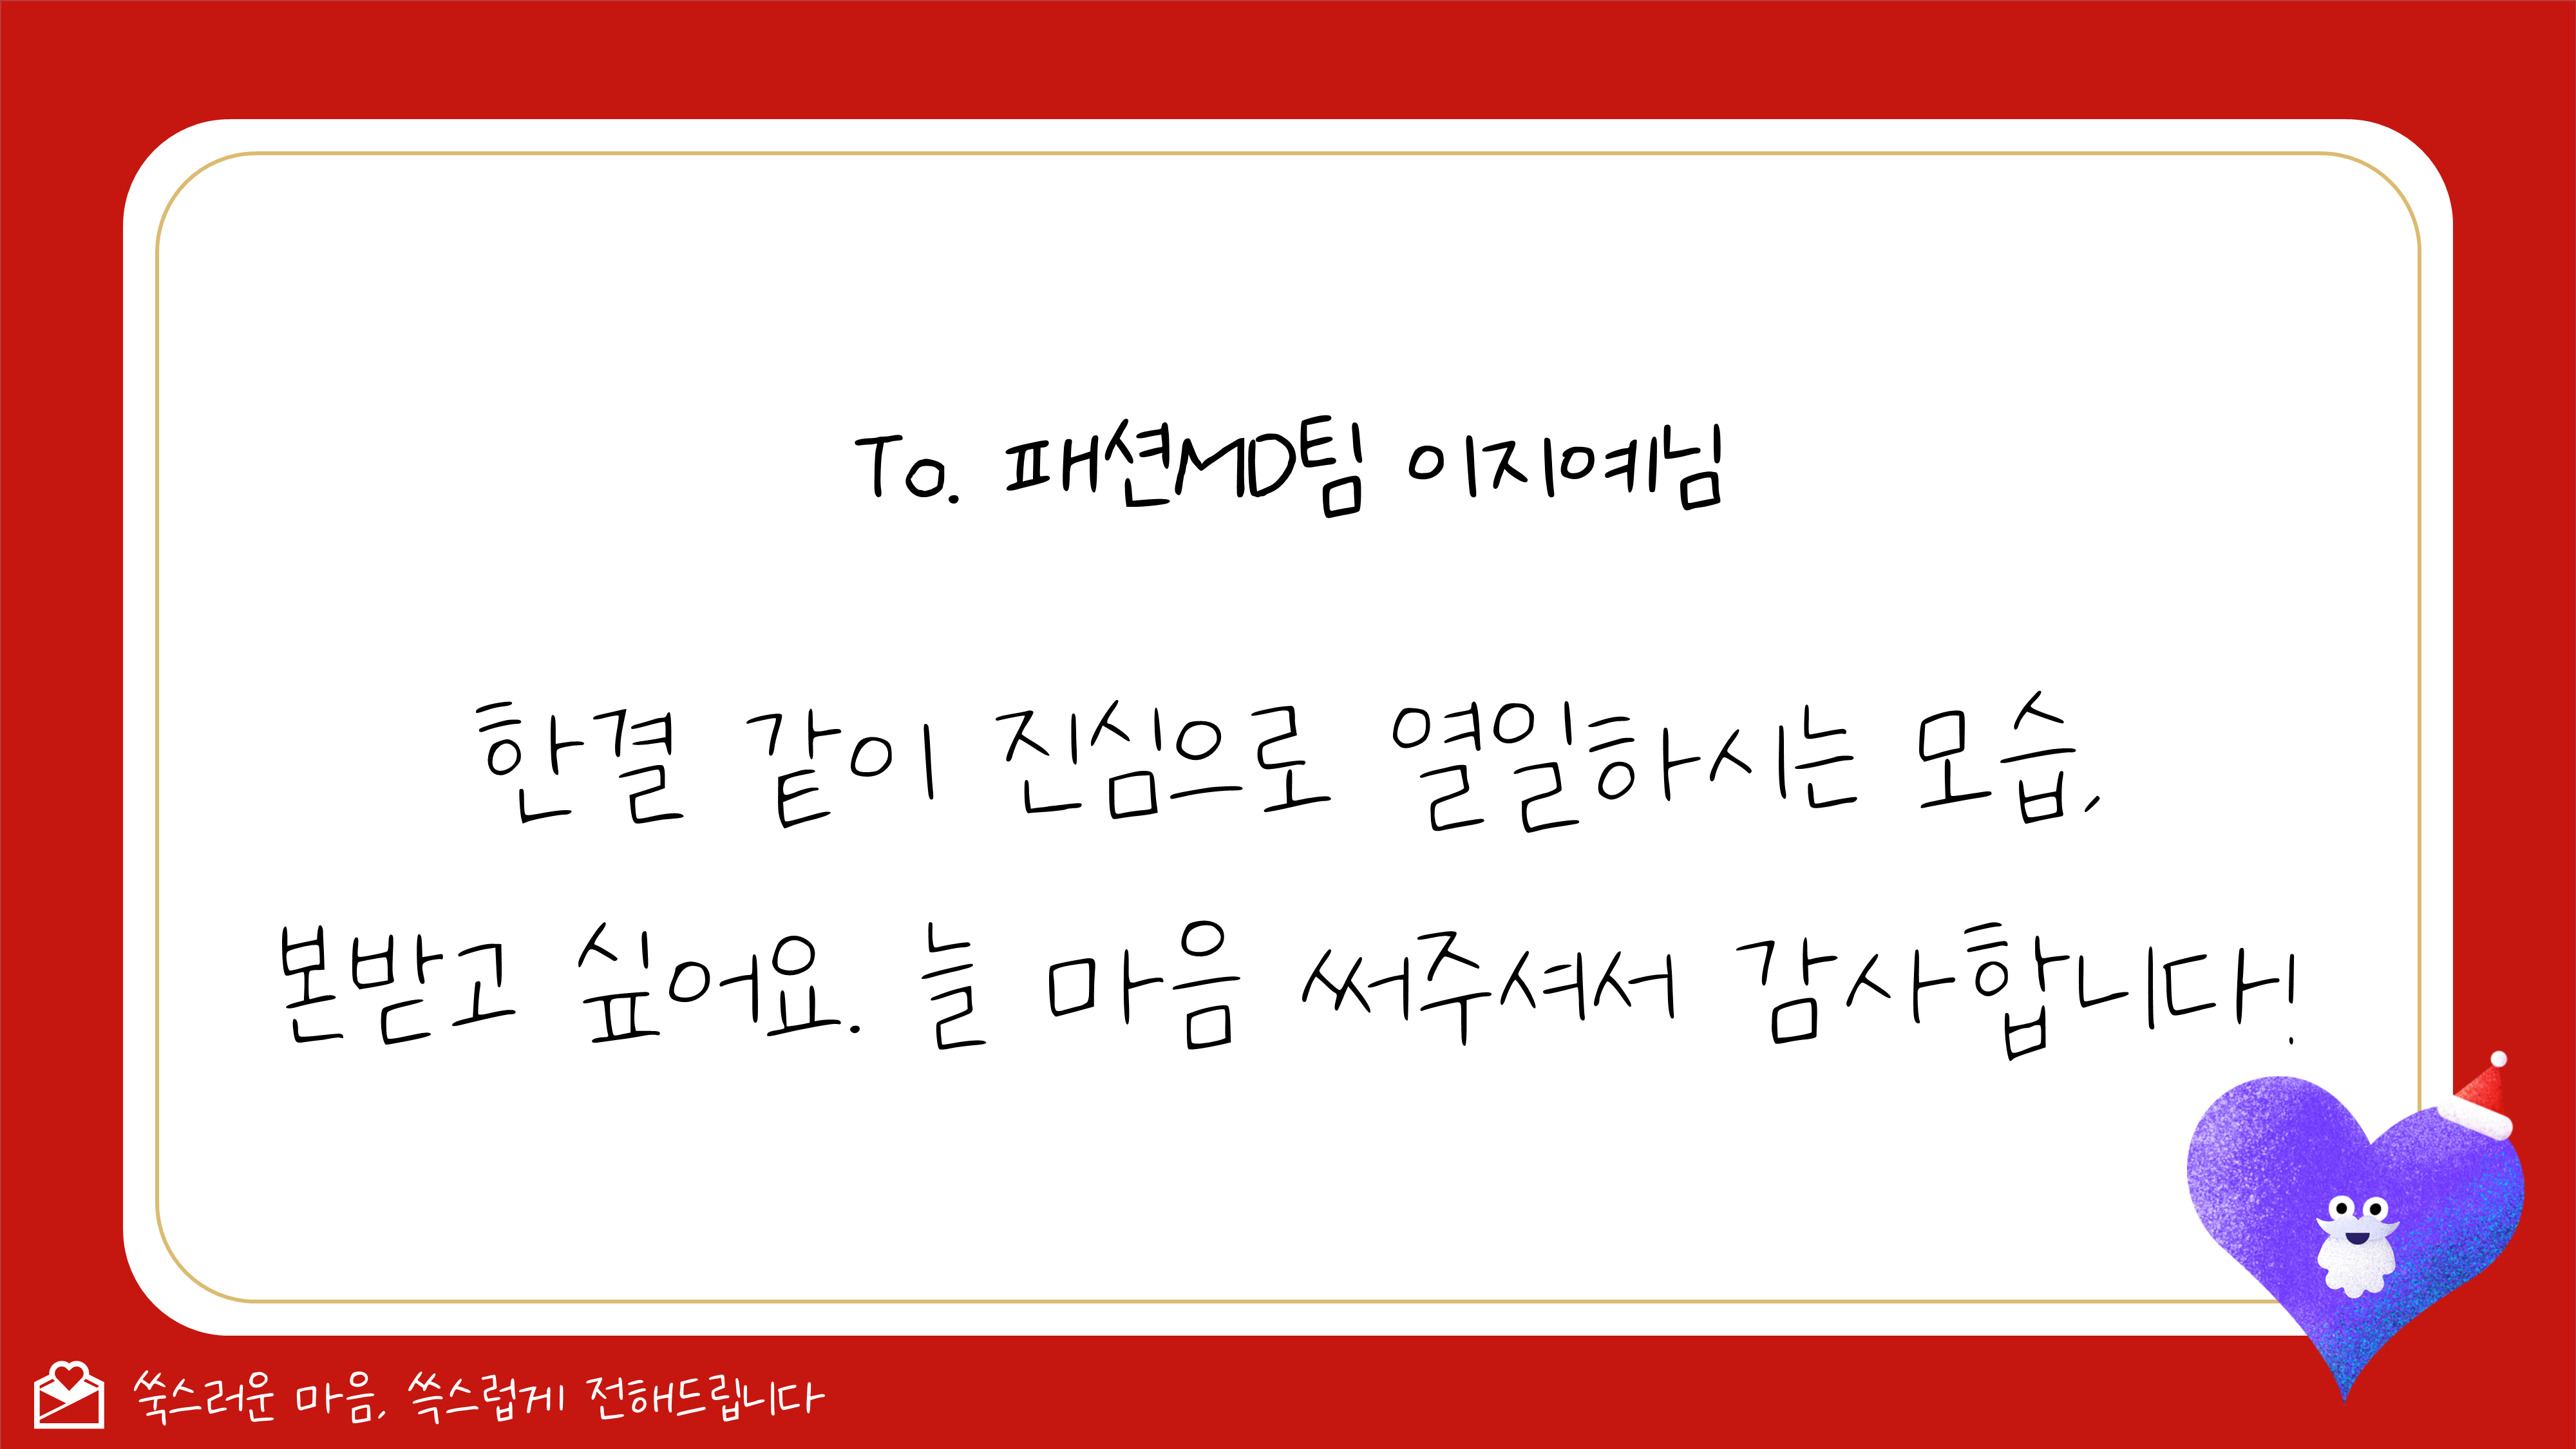 To. 패션MD팀 이지예님
한결 같이 진심으로 열일하시는 모습,
본받고 싶어요. 늘 마음 써주셔서 감사합니다!
쑥스러운 마음, 쓱스럽게 전해드립니다